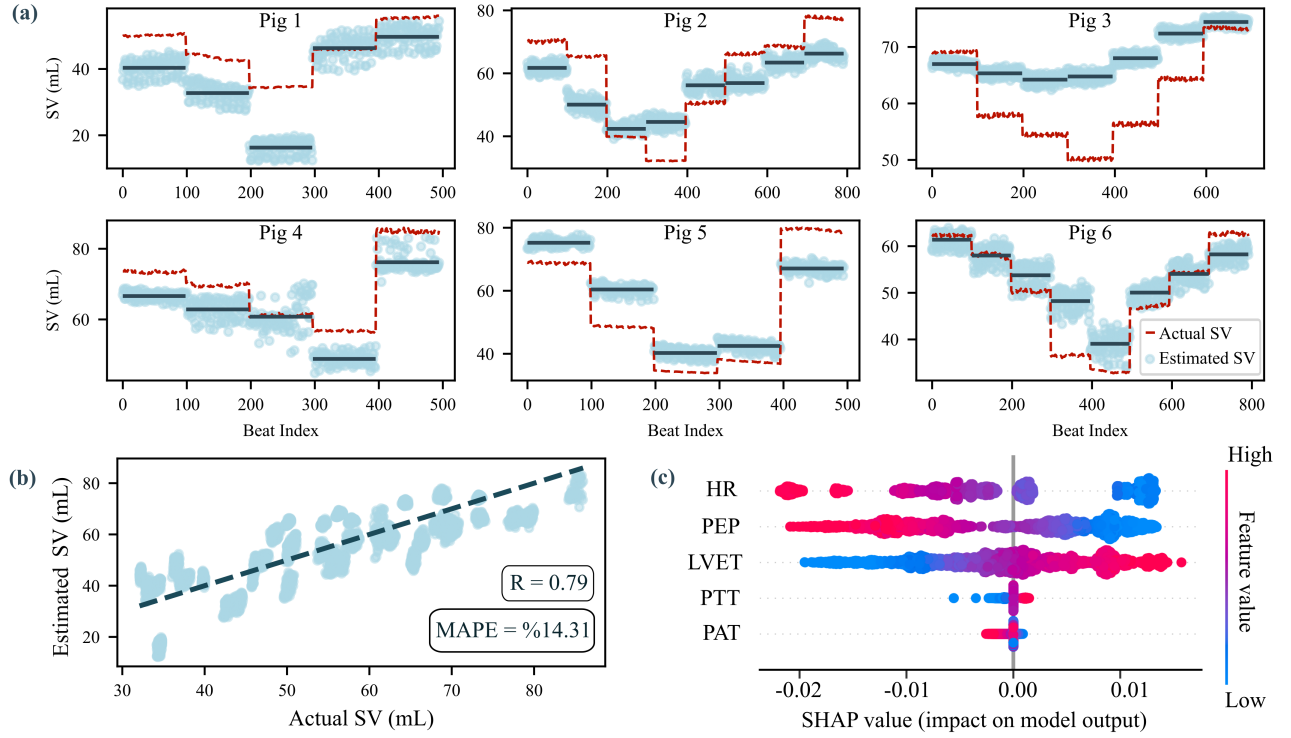 (a)
Pig 1
Pig 2
Pig 3
SV (mL)
40
20
0 100 200 300 400 500
80
60
40
0 100 200 300 400 500 600 700 800
70
60
50
0 200 400 600
Pig 4
Pig 5
Pig 6
SV (mL)
80
60
0 100 200 300 400 500
Beat Index
80
60
40
0 100 200 300 400 500
Beat Index
60
50
40
0 200 400 600 800
Beat Index
Actual SV
Estimated SV
(b)
Estimated SV (mL)
80
60
40
20
R = 0.79
MAPE = %14.31
30 40 50 60 70 80
Actual SV (mL)
(c)
HR
PEP
LVET
PTT
PAT
-0.02 -0.01 0.00 0.01
SHAP value (impact on model output)
High
Feature value
Low